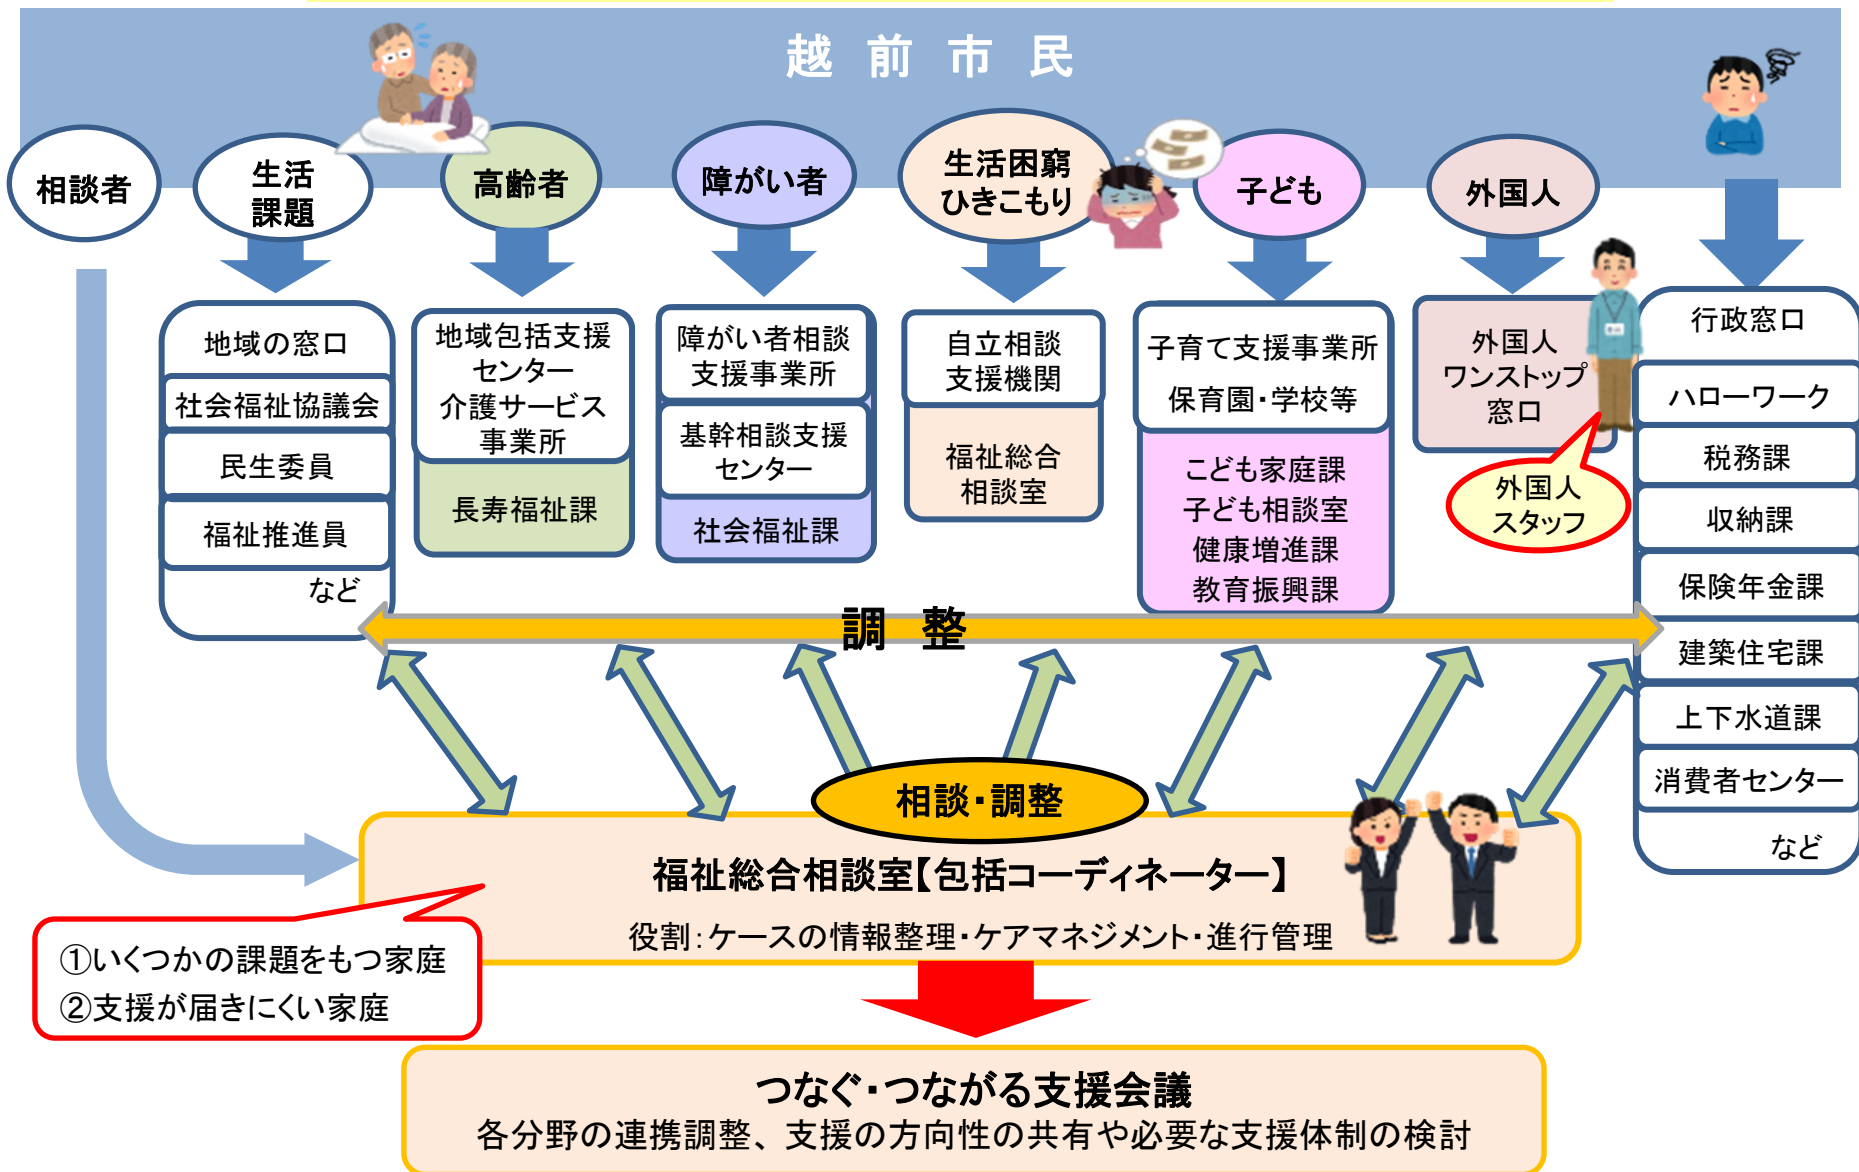 越前市民
相談者
生活
課題
高齢者
障がい者
生活困窮
ひきこもり
子ども
外国人
地域の窓口
社会福祉協議会
民生委員
福祉推進員
など
地域包括支援
センター
介護サービス
事業所
長寿福祉課
障がい者相談
支援事業所
基幹相談支援
センター
社会福祉課
自立相談
支援機関
福祉総合
相談室
子育て支援事業所
保育園・学校等
こども家庭課
子ども相談室
健康増進課
教育振興課
外国人
ワンストップ
窓口
外国人
スタッフ
行政窓口
ハローワーク
税務課
収納課
保険年金課
建築住宅課
上下水道課
消費者センター
など
調整
相談・調整
福祉総合相談室【包括コーディネーター】
役割：ケースの情報整理・ケアマネジメント・進行管理
①いくつかの課題をもつ家庭
②支援が届きにくい家庭
つなぐ・つながる支援会議
各分野の連携調整、支援の方向性の共有や必要な支援体制の検討